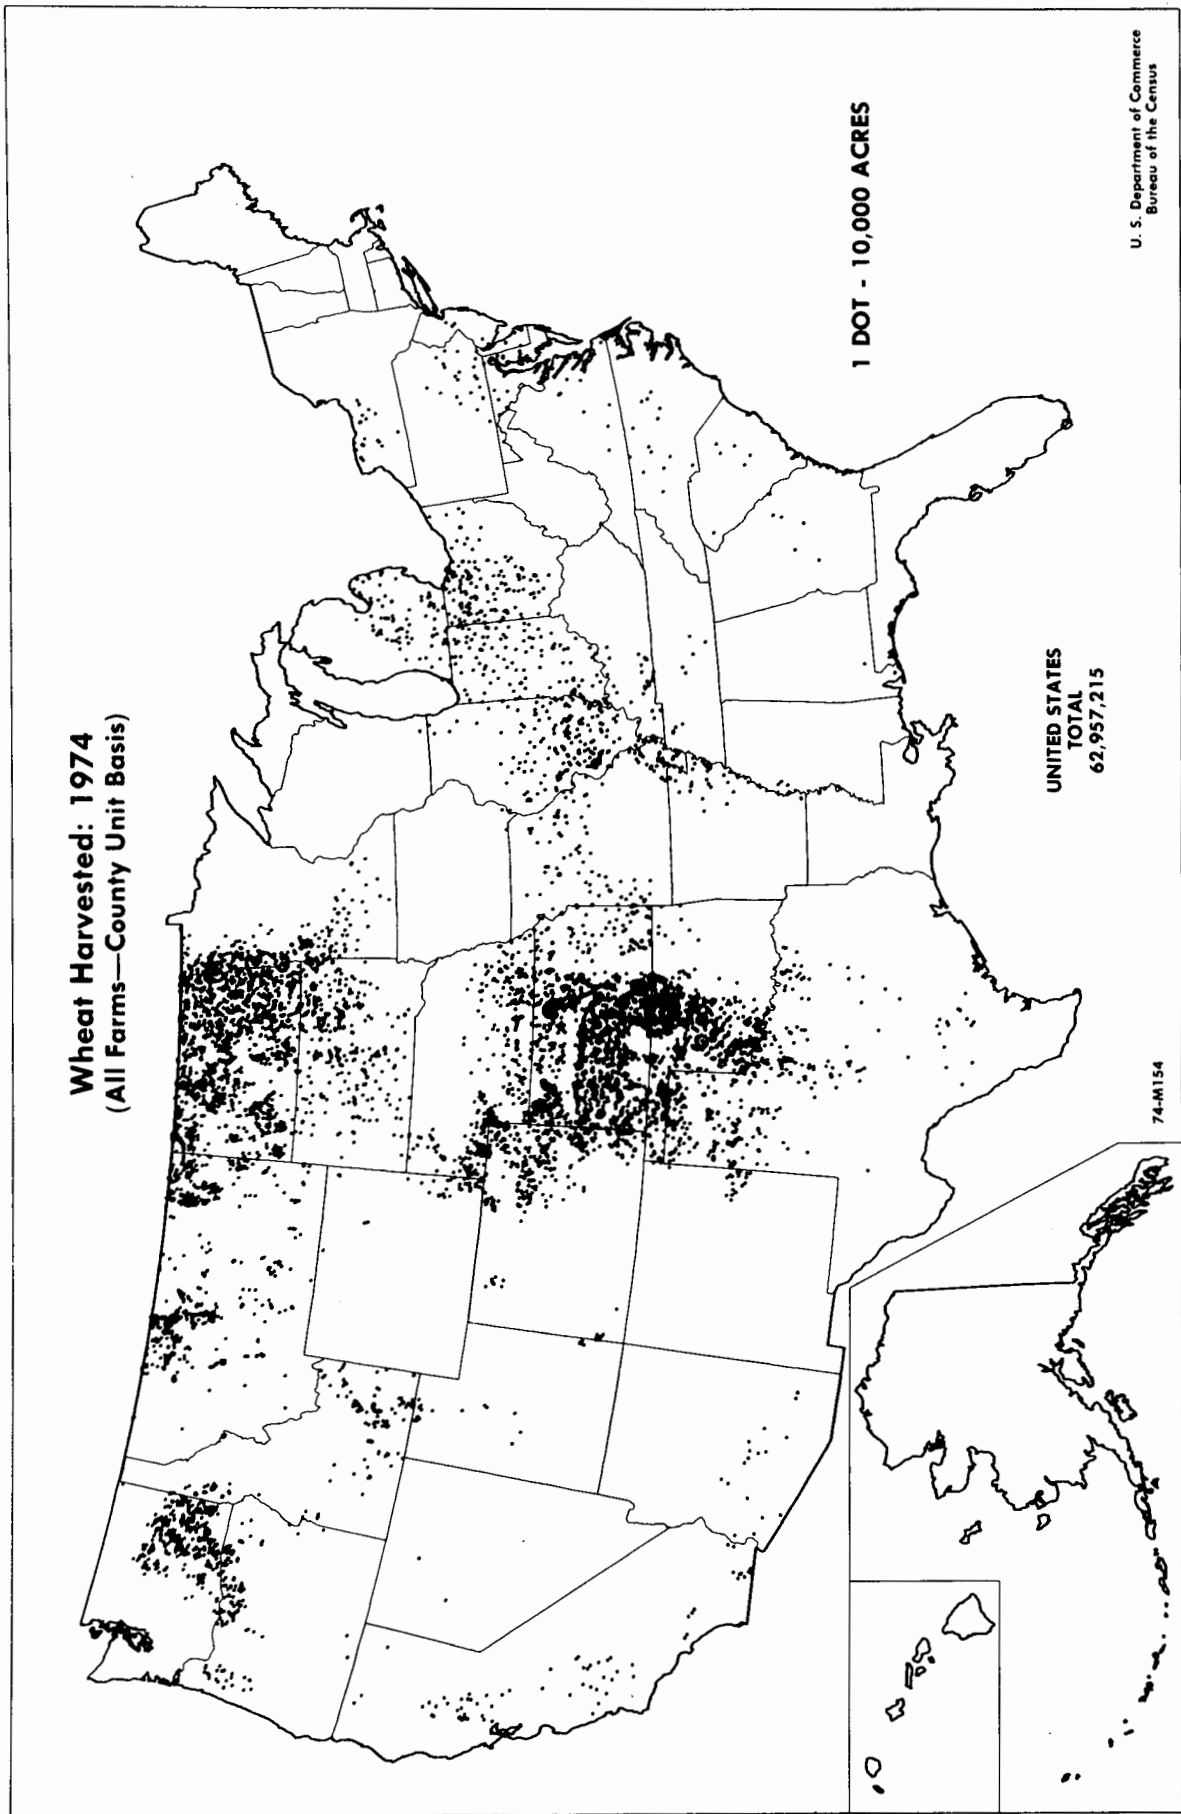 Wheat Harvested: 1974
(All Farms—County Unit Basis)
1 DOT - 10,000 ACRES
UNITED STATES
TOTAL
62,957,215
74-M154
U. S. Department of Commerce
Bureau of the Census